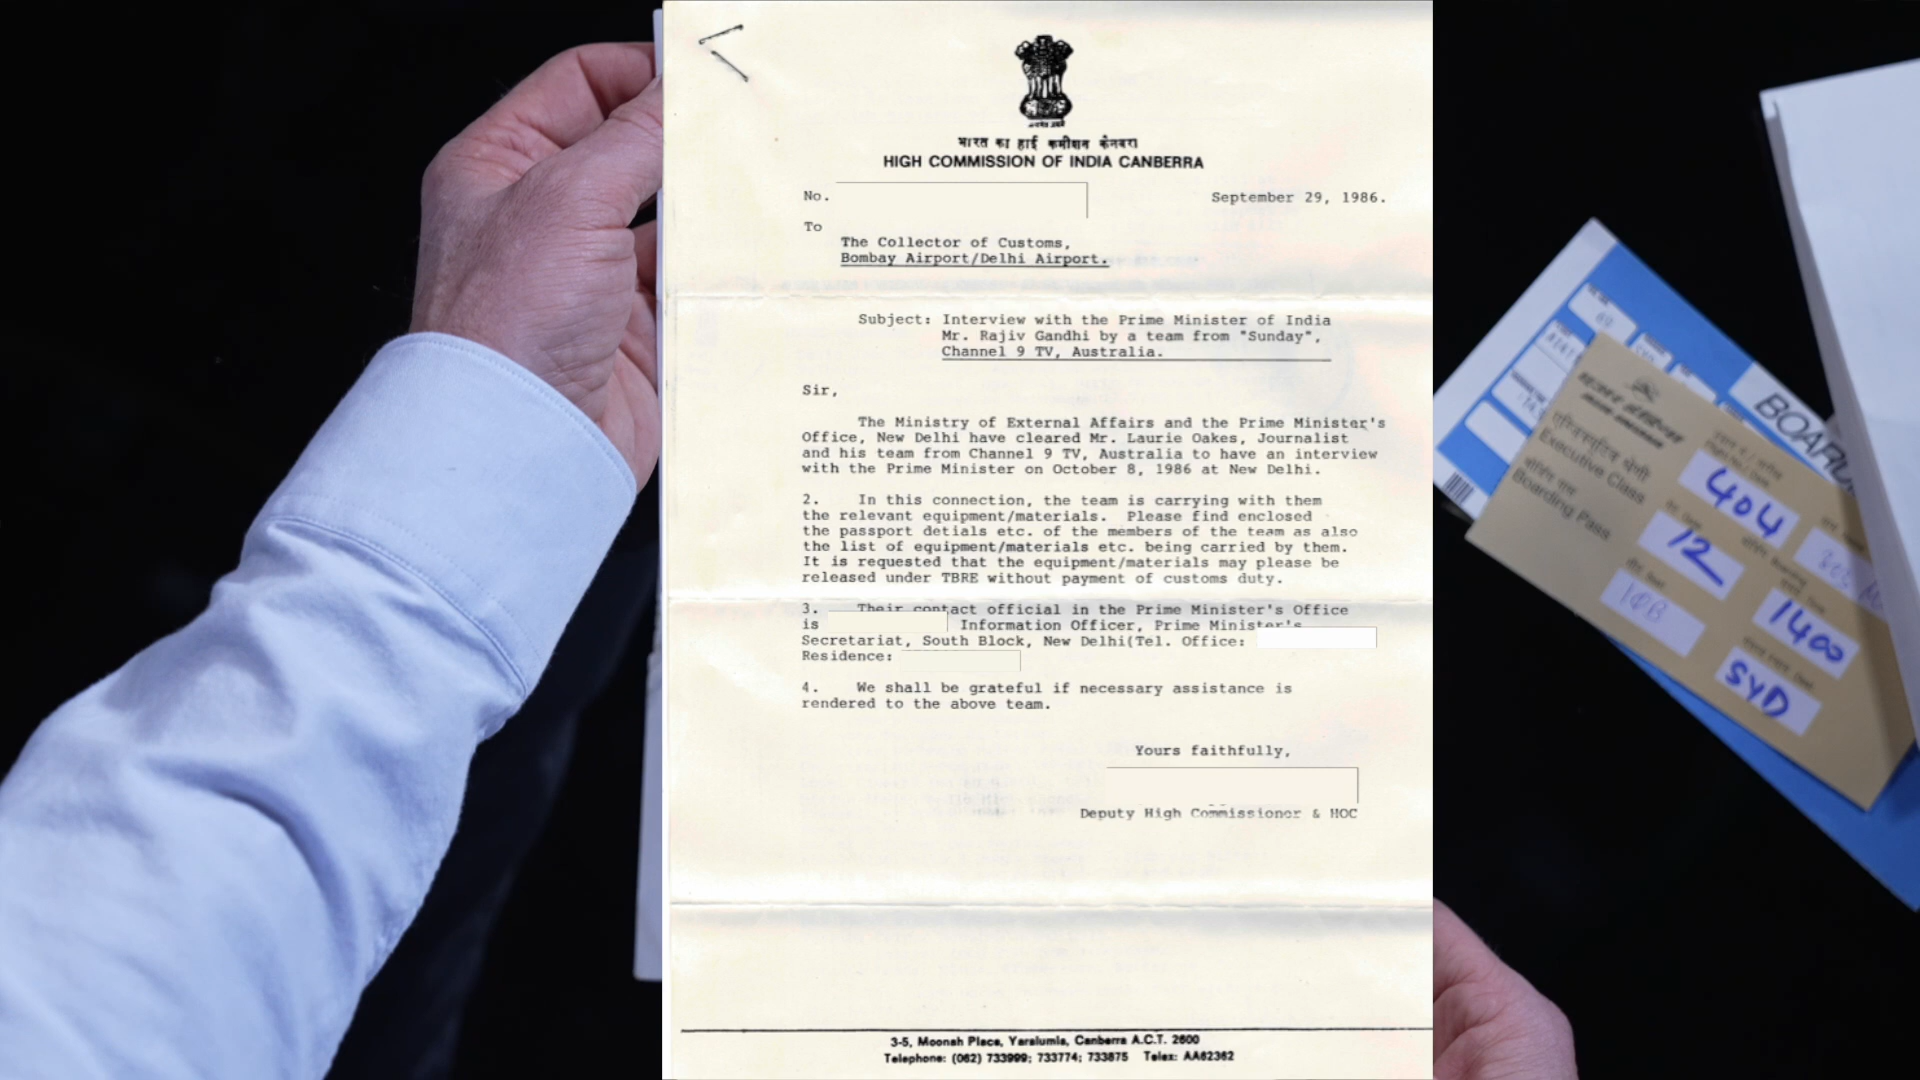 भारत का हाई कमीशन केनबरा
HIGH COMMISSION OF INDIA CANBERRA
No.
September 29, 1986.
To
The Collector of Customs,
Bombay Airport/Delhi Airport.
Subject: Interview with the Prime Minister of India
Mr. Rajiv Gandhi by a team from "Sunday",
Channel 9 TV, Australia.
Sir,
The Ministry of External Affairs and the Prime Minister's
Office, New Delhi have cleared Mr. Laurie Oakes, Journalist
and his team from Channel 9 TV, Australia to have an interview
with the Prime Minister on October 8, 1986 at New Delhi.
2. In this connection, the team is carrying with them
the relevant equipment/materials. Please find enclosed
the passport detials etc. of the members of the team as also
the list of equipment/materials etc. being carried by them.
It is requested that the equipment/materials may please be
released under TBRE without payment of customs duty.
3. Their contact official in the Prime Minister's Office
is Information Officer, Prime Minister's
Secretariat, South Block, New Delhi(Tel. Office:
Residence:
4. We shall be grateful if necessary assistance is
rendered to the above team.
Yours faithfully,
Deputy High Commissioner & HOC
3-5, Moonah Place, Yaralumla, Canberra A.C.T. 2600
Telephone: (062) 733999; 733774; 733875 Telex: AA62362
BOARD
एग्जिक्यूटिव श्रेणी
Executive Class
बोर्डिंग पास
Boarding Pass
404
12
1400
10B
SYD